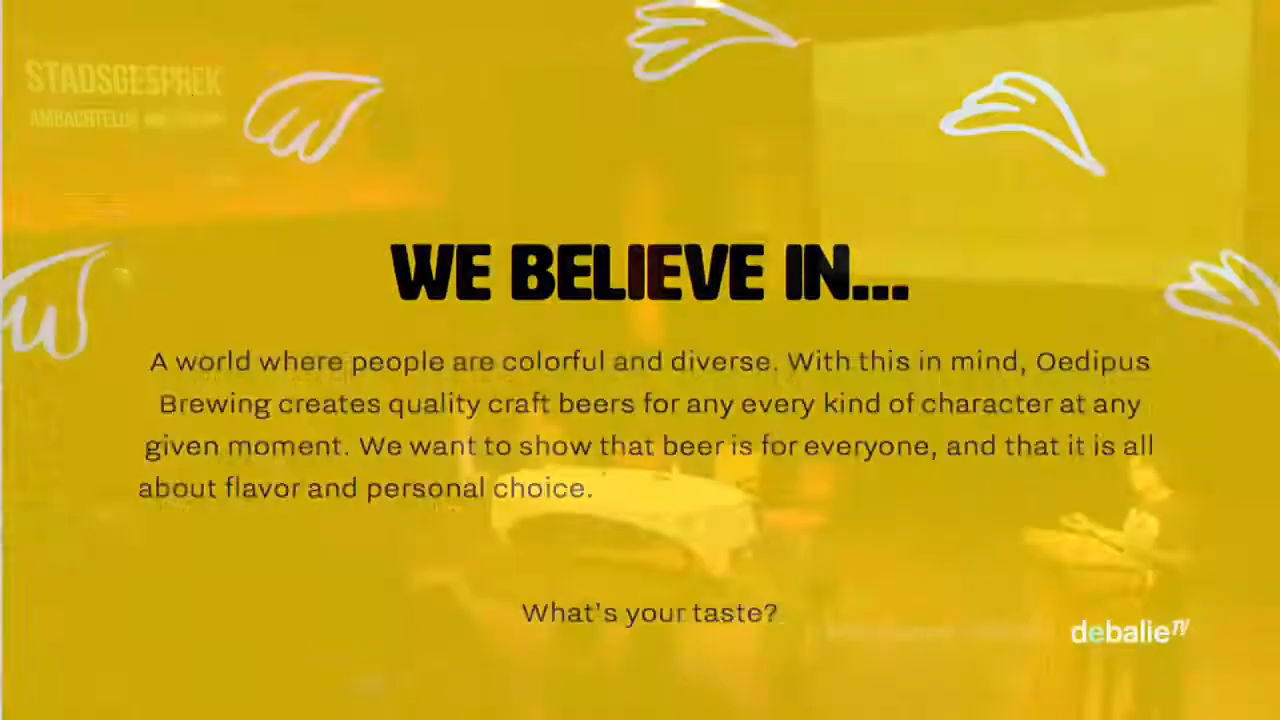 STADSGESPREK
WE BELIEVE IN...
A world where people are colorful and diverse. With this in mind, Oedipus
Brewing creates quality craft beers for any every kind of character at any
given moment. We want to show that beer is for everyone, and that it is all
about flavor and personal choice.
What's your taste?
debalieTV